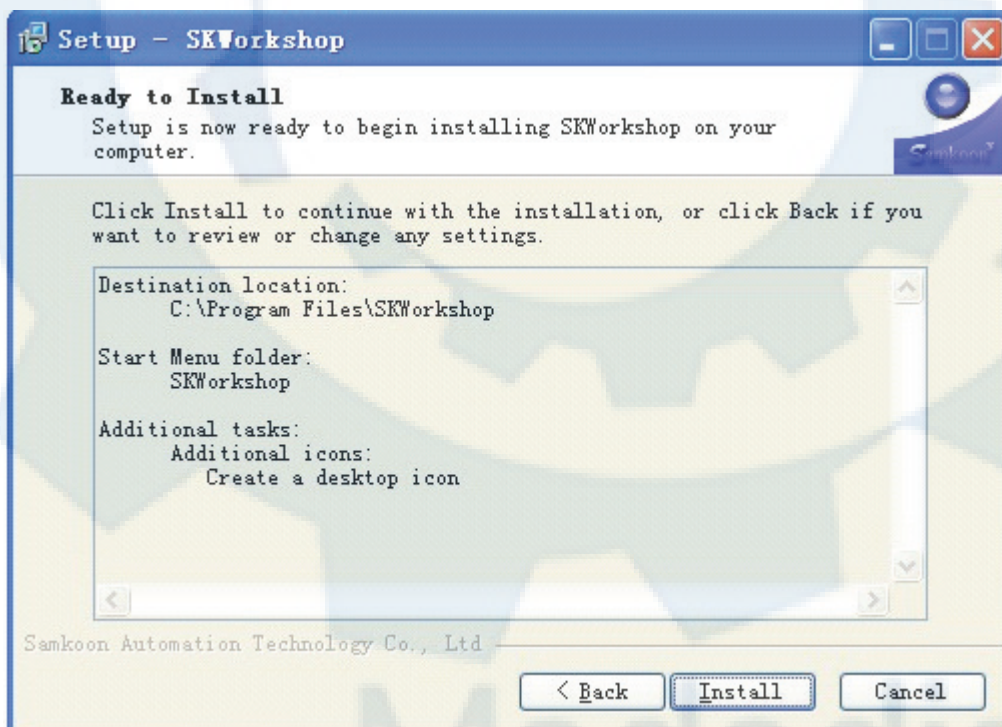 Setup - SKWorkshop
Ready to Install
Setup is now ready to begin installing SKWorkshop on your
computer.
Samkoon
Click Install to continue with the installation, or click Back if you
want to review or change any settings.
Destination location:
C:\Program Files\SKWorkshop
Start Menu folder:
SKWorkshop
Additional tasks:
Additional icons:
Create a desktop icon
Samkoon Automation Technology Co., Ltd
< Back
Install
Cancel